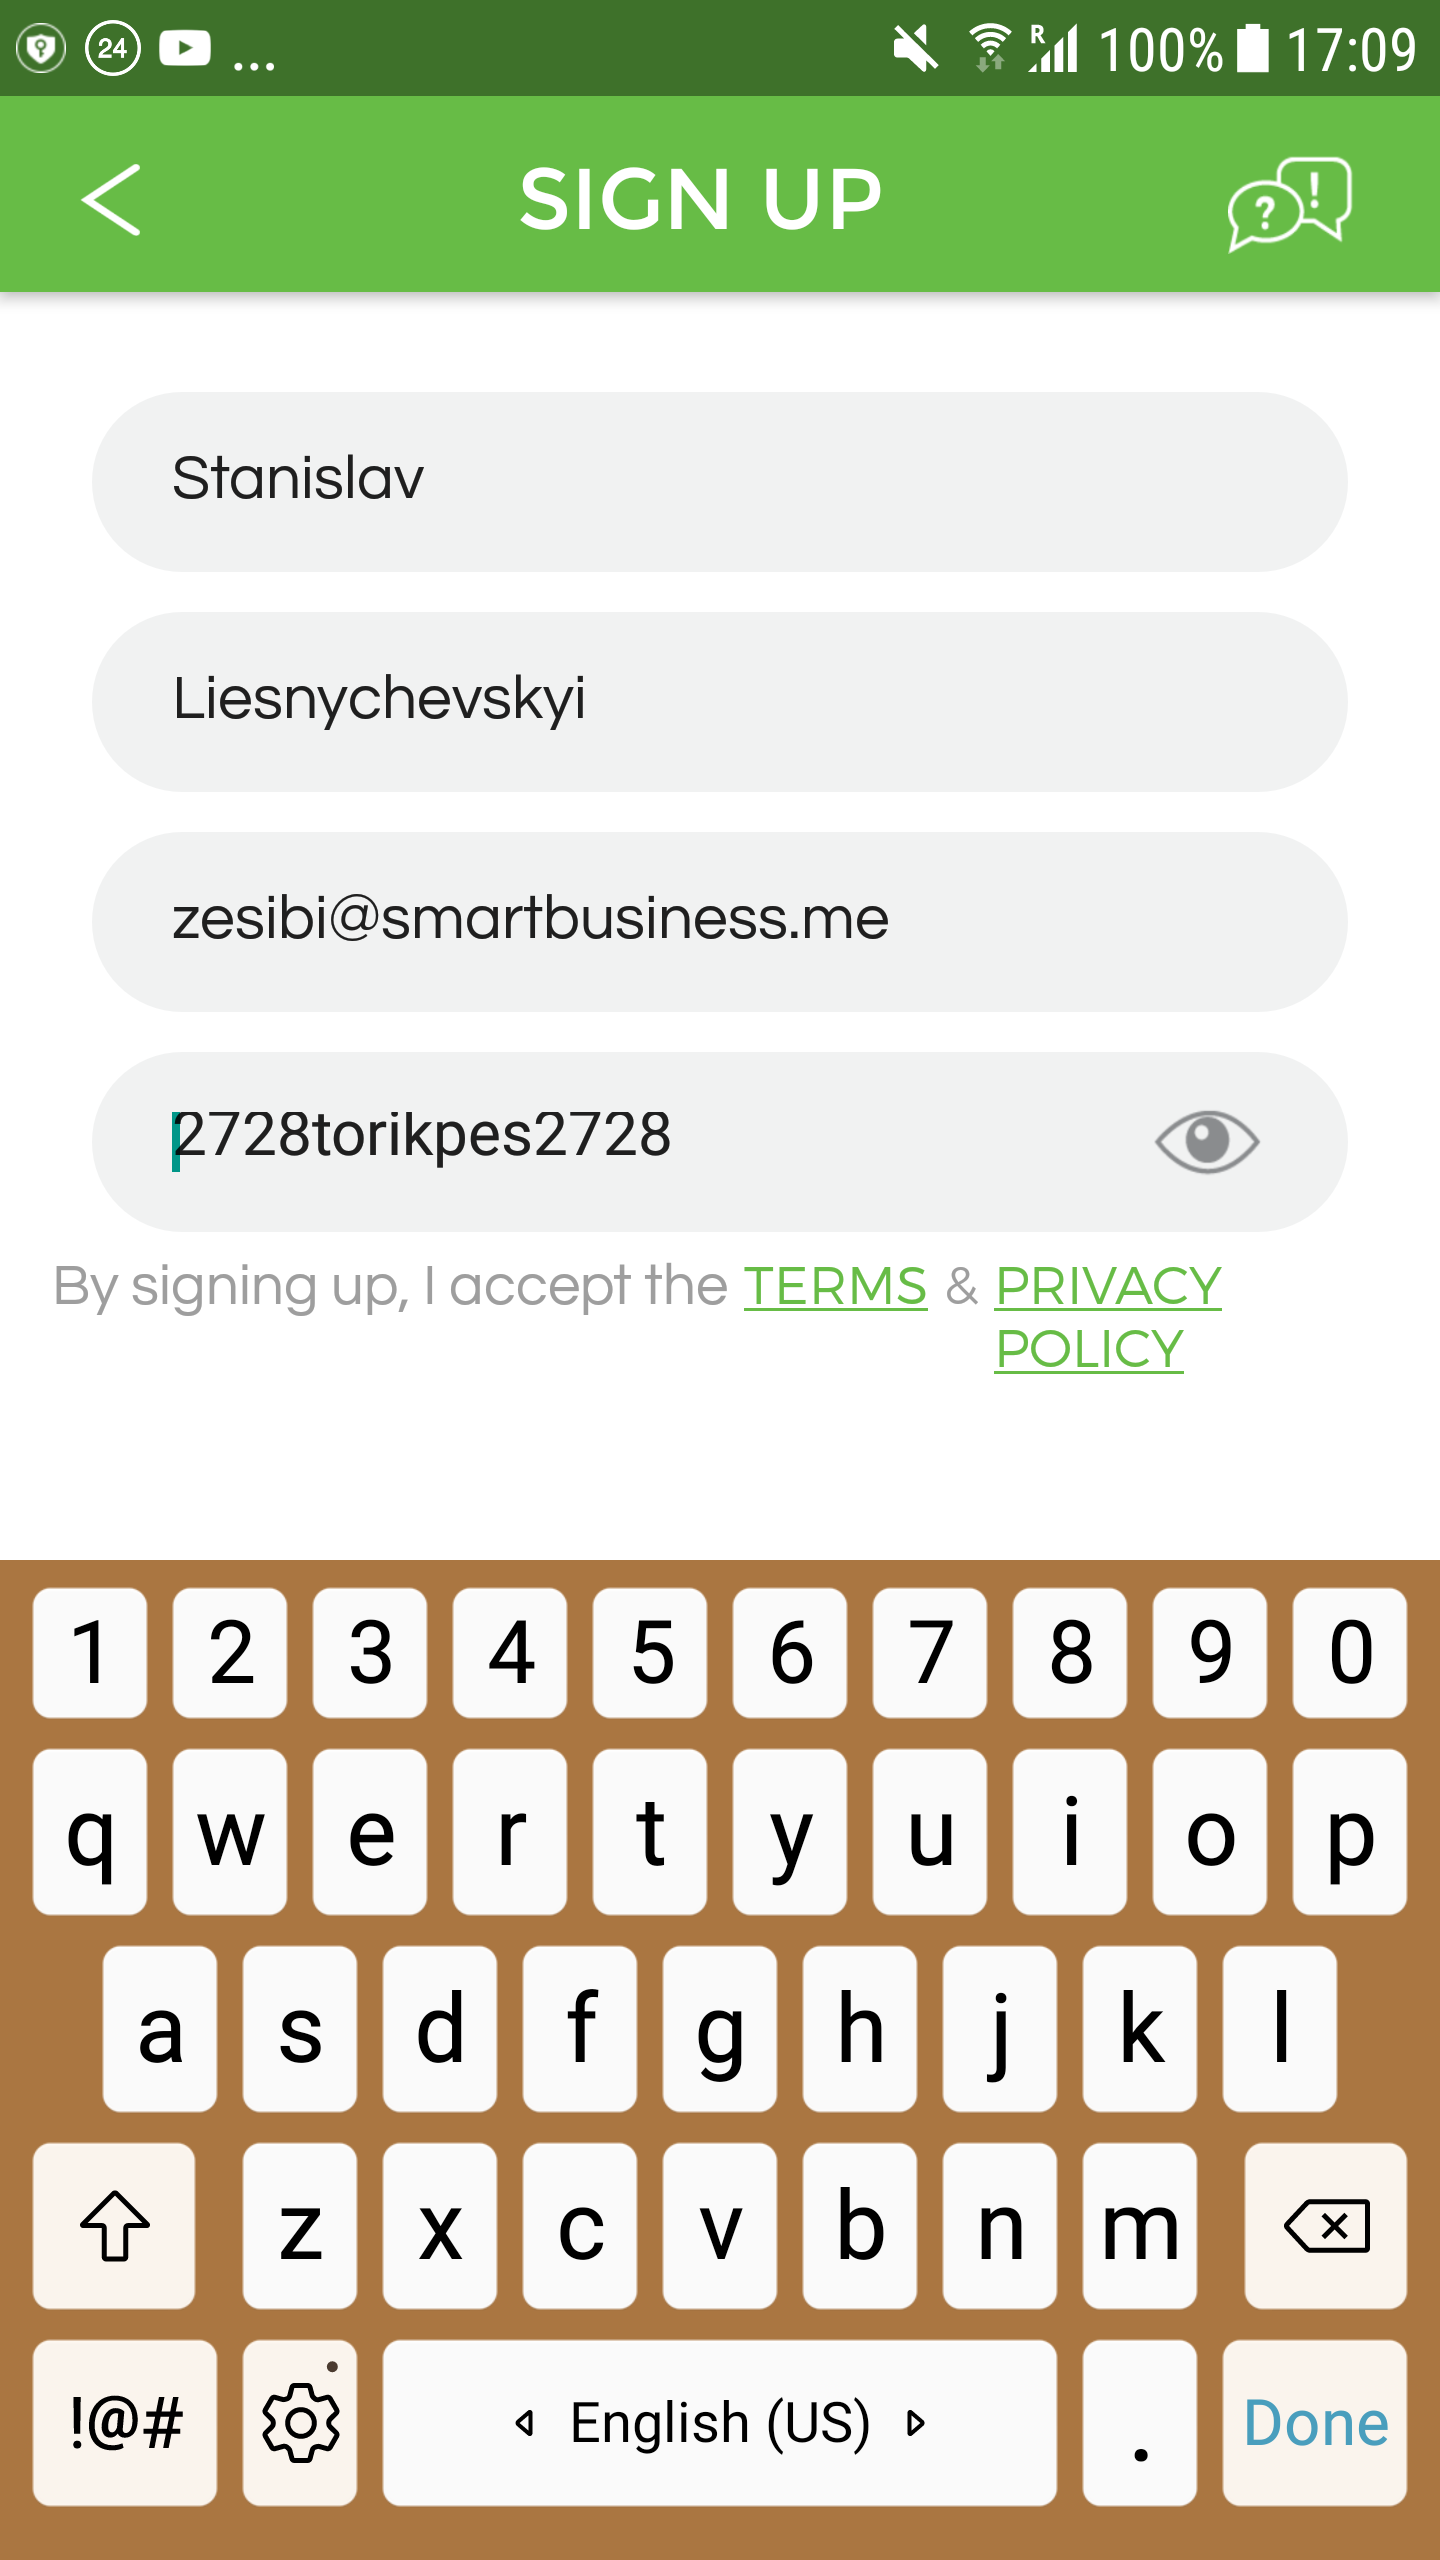 24 ... R 100% 17:09
SIGN UP
? !
Stanislav
Liesnychevskyi
zesibi@smartbusiness.me
2728torikpes2728
By signing up, I accept the TERMS & PRIVACY
POLICY
1 2 3 4 5 6 7 8 9 0
q w e r t y u i o p
a s d f g h j k l
z x c v b n m
!@# English (US) . Done